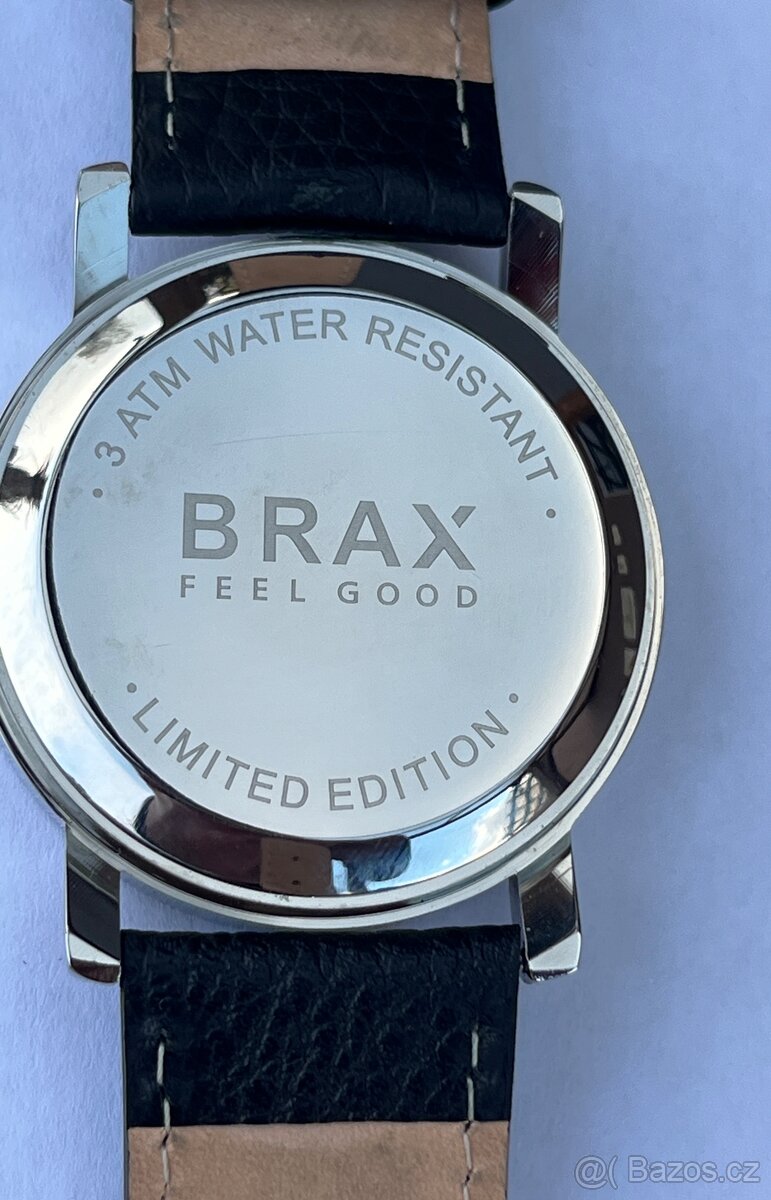 • 3 ATM WATER RESISTANT •
BRAX
FEEL GOOD
• LIMITED EDITION •
@( Bazos.cz